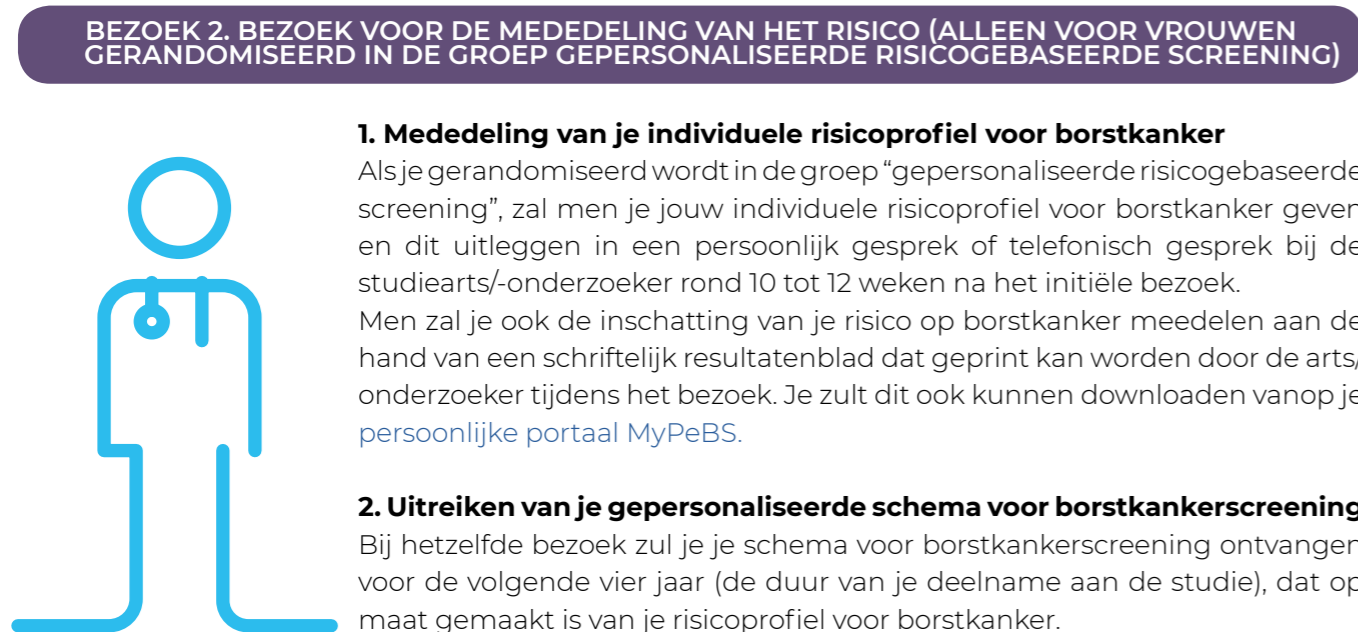 BEZOEK 2. BEZOEK VOOR DE MEDEDELING VAN HET RISICO (ALLEEN VOOR VROUWEN
GERANDOMISEERD IN DE GROEP GEPERSONALISEERDE RISICOGEBASEERDE SCREENING)
1. Mededeling van je individuele risicoprofiel voor borstkanker
Als je gerandomiseerd wordt in de groep “gepersonaliseerde risicogebaseerde
screening”, zal men je jouw individuele risicoprofiel voor borstkanker geven
en dit uitleggen in een persoonlijk gesprek of telefonisch gesprek bij de
studiearts/-onderzoeker rond 10 tot 12 weken na het initiële bezoek.
Men zal je ook de inschatting van je risico op borstkanker meedelen aan de
hand van een schriftelijk resultatenblad dat geprint kan worden door de arts/
onderzoeker tijdens het bezoek. Je zult dit ook kunnen downloaden vanop je
persoonlijke portaal MyPeBS.
2. Uitreiken van je gepersonaliseerde schema voor borstkankerscreening
Bij hetzelfde bezoek zul je je schema voor borstkankerscreening ontvangen
voor de volgende vier jaar (de duur van je deelname aan de studie), dat op
maat gemaakt is van je risicoprofiel voor borstkanker.